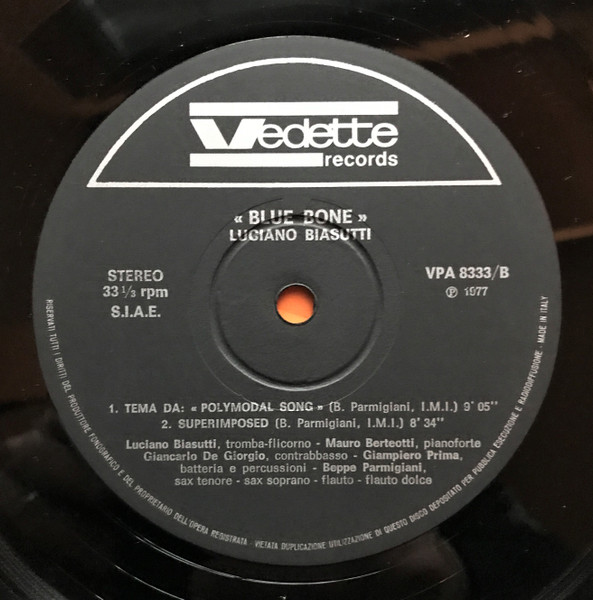 Vedette
records
« BLUE BONE »
LUCIANO BIASUTTI
STEREO
33 1/3 rpm
S.I.A.E.
VPA 8333/B
℗ 1977
1. TEMA DA: « POLYMODAL SONG » (B. Parmigiani, I.M.I.) 9' 05''
2. SUPERIMPOSED (B. Parmigiani, I.M.I.) 8' 34''
Luciano Biasutti, tromba-flicorno - Mauro Berteotti, pianoforte
Giancarlo De Giorgio, contrabbasso - Giampiero Prima,
batteria e percussioni - Beppe Parmigiani,
sax tenore - sax soprano - flauto - flauto dolce
RISERVATI TUTTI I DIRITTI DEL PRODUTTORE FONOGRAFICO E DEL PROPRIETARIO DELL'OPERA REGISTRATA - VIETATA DUPLICAZIONE UTILIZZAZIONE DI QUESTO DISCO DEPOSITATO PER PUBBLICA ESECUZIONE E RADIODIFFUSIONE - MADE IN ITALY